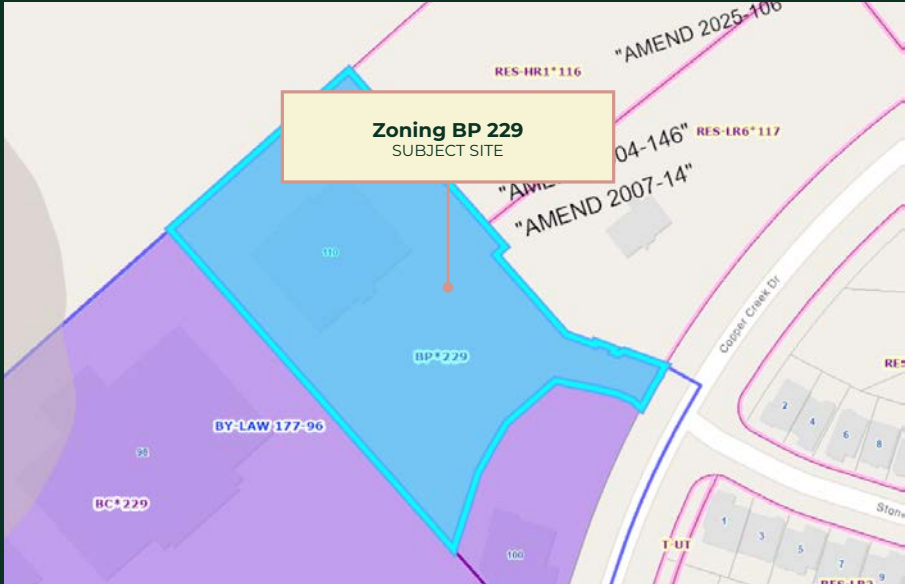 "AMEND 2025-106"
RES-HR1*116
Zoning BP 229
SUBJECT SITE
RES-LR6*117
04-146"
"AMEND 2007-14"
110
Copper Creek Dr
BP*229
BY-LAW 177-96
98
BC*229
100
2
4
6
8
1
3
5
7
9
T-UT